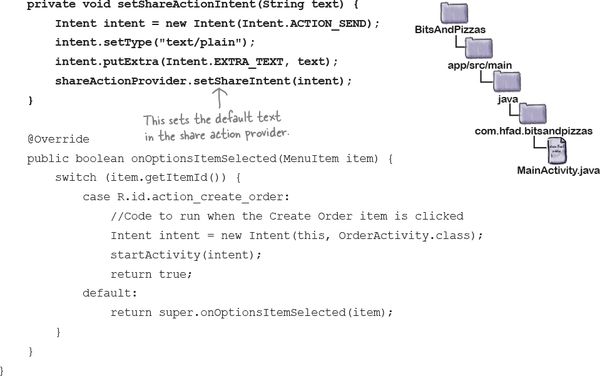 private void setShareActionIntent(String text) {
Intent intent = new Intent(Intent.ACTION_SEND);
intent.setType("text/plain");
intent.putExtra(Intent.EXTRA_TEXT, text);
shareActionProvider.setShareIntent(intent);
}
This sets the default text
in the share action provider.
@Override
public boolean onOptionsItemSelected(MenuItem item) {
switch (item.getItemId()) {
case R.id.action_create_order:
//Code to run when the Create Order item is clicked
Intent intent = new Intent(this, OrderActivity.class);
startActivity(intent);
return true;
default:
return super.onOptionsItemSelected(item);
}
}
}
BitsAndPizzas
app/src/main
java
com.hfad.bitsandpizzas
MainActivity.java